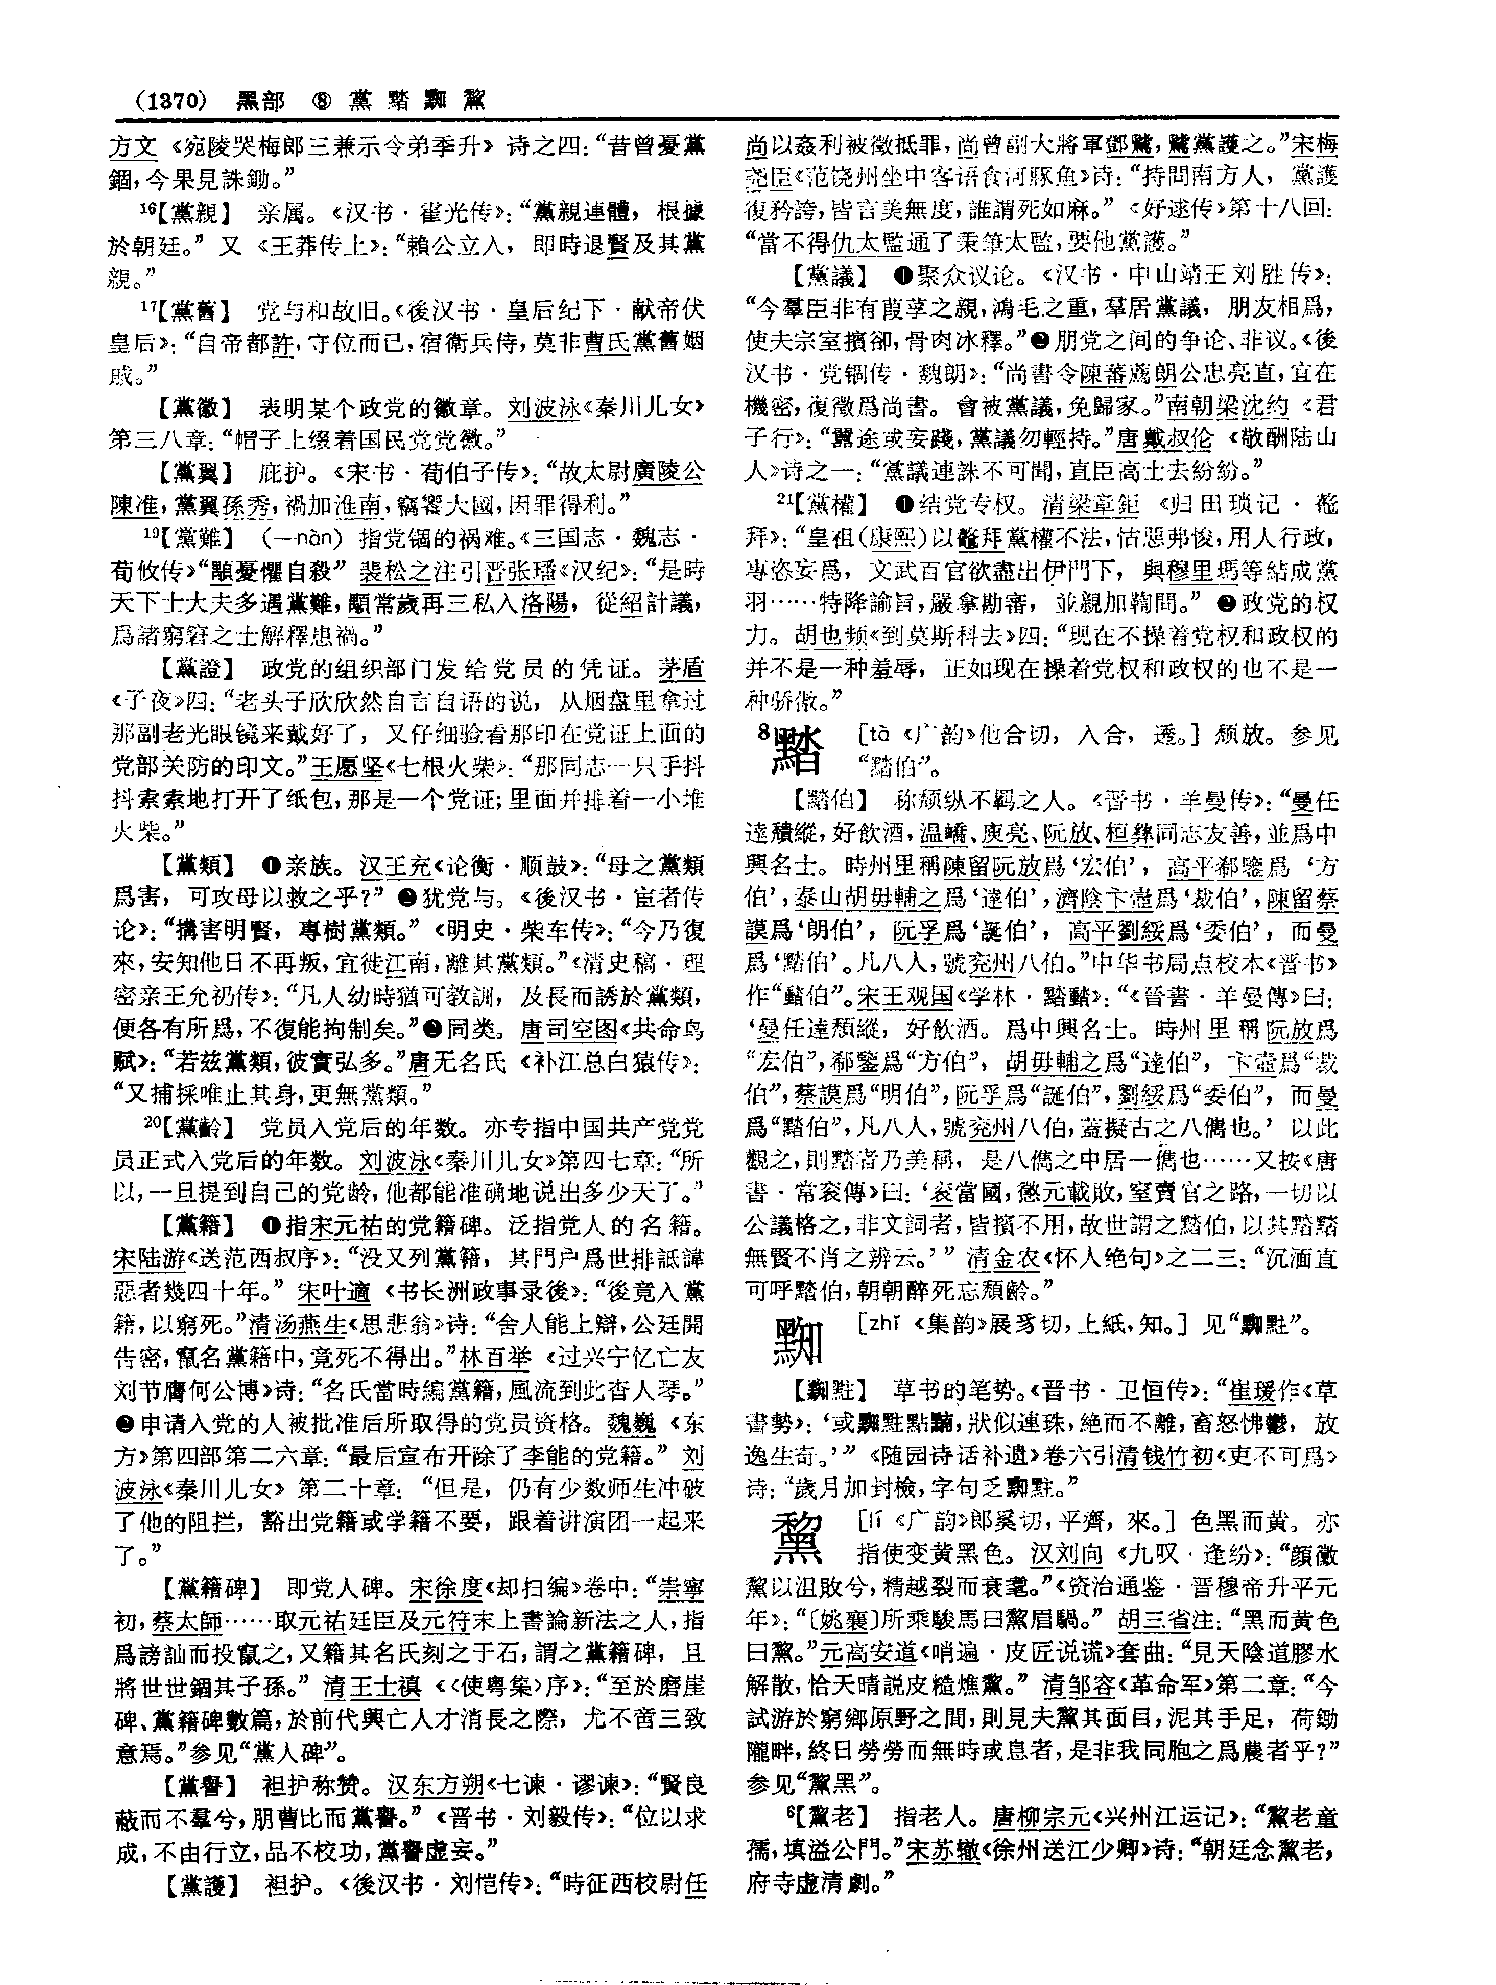 （1370） 黑部 ⑧ 黨 䵬 𪑜 黧
方文《宛陵哭梅郎三兼示令弟季升》诗之四：“昔曾憂黨
錮，今果見誅鋤。”
¹⁶【黨親】 亲属。《汉书·霍光传》：“黨親連體，根據
於朝廷。”又《王莽传上》：“賴公立入，即時退賢及其黨
親。”
¹⁷【黨舊】 党与和故旧。《後汉书·皇后纪下·献帝伏
皇后》：“自帝都許，守位而已，宿衛兵侍，莫非曹氏黨舊姻
戚。”
【黨徽】 表明某个政党的徽章。刘波泳《秦川儿女》
第三八章：“帽子上缀着国民党党徽。”
【黨翼】 庇护。《宋书·荀伯子传》：“故太尉廣陵公
陳准，黨翼孫秀，禍加淮南，竊饗大國，因罪得利。”
¹⁹【黨難】 （—nàn） 指党锢的祸难。《三国志·魏志·
荀攸传》“顒憂懼自殺”裴松之注引晋张璠《汉纪》：“是時
天下士大夫多遇黨難，顒常歲再三私入洛陽，從紹計議，
爲諸窮窘之士解釋患禍。”
【黨證】 政党的组织部门发给党员的凭证。茅盾
《子夜》四：“老头子欣欣然自言自语的说，从烟盘里拿过
那副老光眼镜来戴好了，又仔细验看那印在党证上面的
党部关防的印文。”王愿坚《七根火柴》：“那同志一只手抖
抖索索地打开了纸包，那是一个党证；里面并排着一小堆
火柴。”
【黨類】 ❶亲族。汉王充《论衡·顺鼓》：“母之黨類
爲害，可攻母以救之乎？”❷犹党与。《後汉书·宦者传
论》：“搆害明賢，專樹黨類。”《明史·柴车传》：“今乃復
來，安知他日不再叛，宜徙江南，離其黨類。”《清史稿·理
密亲王允礽传》：“凡人幼時猶可教訓，及長而誘於黨類，
便各有所爲，不復能拘制矣。”❸同类。唐司空图《共命鸟
赋》：“若兹黨類，彼實弘多。”唐无名氏《补江总白猿传》：
“又捕採唯止其身，更無黨類。”
²⁰【黨齡】 党员入党后的年数。亦专指中国共产党党
员正式入党后的年数。刘波泳《秦川儿女》第四七章：“所
以，一旦提到自己的党龄，他都能准确地说出多少天了。”
【黨籍】 ❶指宋元祐的党籍碑。泛指党人的名籍。
宋陆游《送范西叔序》：“没又列黨籍，其門户爲世排詆諱
惡者幾四十年。”宋叶適《书长洲政事录後》：“後竟入黨
籍，以窮死。”清汤燕生《思悲翁》诗：“舍人能上辯，公廷開
告密，竄名黨籍中，竟死不得出。”林百举《过兴宁忆亡友
刘节膺何公博》诗：“名氏當時編黨籍，風流到此杳人琴。”
❷申请入党的人被批准后所取得的党员资格。魏巍《东
方》第四部第二六章：“最后宣布开除了李能的党籍。”刘
波泳《秦川儿女》第二十章：“但是，仍有少数师生冲破
了他的阻拦，豁出党籍或学籍不要，跟着讲演团一起来
了。”
【黨籍碑】 即党人碑。宋徐度《却扫编》卷中：“崇寧
初，蔡太師……取元祐廷臣及元符末上書論新法之人，指
爲謗訕而投竄之，又籍其名氏刻之于石，謂之黨籍碑，且
將世世錮其子孫。”清王士禛《〈使粤集〉序》：“至於磨崖
碑、黨籍碑數篇，於前代興亡人才消長之際，尤不啻三致
意焉。”参见“黨人碑”。
【黨譽】 袒护称赞。汉东方朔《七谏·谬谏》：“賢良
蔽而不羣兮，朋曹比而黨譽。”《晋书·刘毅传》：“位以求
成，不由行立，品不校功，黨譽虚妄。”
【黨護】 袒护。《後汉书·刘恺传》：“時征西校尉任
尚以姦利被徵抵罪，尚曾副大將軍鄧騭，騭黨護之。”宋梅
尧臣《范饶州坐中客语食河豚鱼》诗：“持問南方人，黨護
復矜誇，皆言美無度，誰謂死如麻。”《好逑传》第十八回：
“當不得仇太監通了秉筆太監，要他黨護。”
【黨議】 ❶聚众议论。《汉书·中山靖王刘胜传》：
“今羣臣非有葭莩之親，鴻毛之重，羣居黨議，朋友相爲，
使夫宗室擯卻，骨肉冰釋。”❷朋党之间的争论、非议。《後
汉书·党锢传·魏朗》：“尚書令陳蕃薦朗公忠亮直，宜在
機密，復徵爲尚書。會被黨議，免歸家。”南朝梁沈约《君
子行》：“囂途或妄踐，黨議勿輕持。”唐戴叔伦《敬酬陆山
人》诗之一：“黨議連誅不可聞，直臣高士去紛紛。”
²¹【黨權】 ❶结党专权。清梁章钜《归田琐记·鳌
拜》：“皇祖（康熙）以鼇拜黨權不法，怙惡弗悛，用人行政，
專恣妄爲，文武百官欲盡出伊門下，與穆里瑪等結成黨
羽……特降諭旨，嚴拿勘審，並親加鞫問。”❷政党的权
力。胡也频《到莫斯科去》四：“现在不操着党权和政权的
并不是一种羞辱，正如现在操着党权和政权的也不是一
种骄傲。”
⁸䵬 ［tà 《广韵》他合切，入合，透。］ 颓放。参见
“䵬伯”。
【䵬伯】 称颓纵不羁之人。《晋书·羊曼传》：“曼任
達穨縱，好飲酒，温嶠、庾亮、阮放、桓彝同志友善，並爲中
興名士。時州里稱陳留阮放爲‘宏伯’，高平郗鑒爲‘方
伯’，泰山胡毋輔之爲‘達伯’，濟陰卞壼爲‘裁伯’，陳留蔡
謨爲‘朗伯’，阮孚爲‘誕伯’，高平劉綏爲‘委伯’，而曼
爲‘䵬伯’。凡八人，號兖州八伯。”中华书局点校本《晋书》
作“濌伯”。宋王观国《学林·䵬濌》：“《晉書·羊曼傳》曰：
‘曼任達頹縱，好飲酒。爲中興名士。時州里稱阮放爲
“宏伯”，郗鑒爲“方伯”，胡毋輔之爲“達伯”，卞壼爲“裁
伯”，蔡謨爲“明伯”，阮孚爲“誕伯”，劉綏爲“委伯”，而曼
爲“䵬伯”，凡八人，號兖州八伯，蓋擬古之八儁也。’以此
觀之，則䵬者乃美稱，是八儁之中居一儁也……又按《唐
書·常衮傳》曰：‘衮當國，懲元載敗，窒賣官之路，一切以
公議格之，非文詞者，皆擯不用，故世謂之䵬伯，以其䵬䵬
無賢不肖之辨云。’”清金农《怀人绝句》之二三：“沉湎直
可呼䵬伯，朝朝醉死忘頹齡。”
𪑜 ［zhǐ 《集韵》展豸切，上紙，知。］ 见“𪑜黈”。
【𪑜黈】 草书的笔势。《晋书·卫恒传》：“崔瑗作《草
書勢》：‘或𪑜黈點䵴，狀似連珠，絶而不離，畜怒怫鬱，放
逸生奇。’”《随园诗话补遗》卷六引清钱竹初《吏不可爲》
诗：“歲月加封檢，字句乏𪑜黈。”
黧 ［lí 《广韵》郎奚切，平齊，來。］ 色黑而黄。亦
指使变黄黑色。汉刘向《九叹·逢纷》：“顔黴
黧以沮敗兮，精越裂而衰耄。”《资治通鉴·晋穆帝升平元
年》：“〔姚襄〕所乘駿馬曰黧眉騧。”胡三省注：“黑而黄色
曰黧。”元高安道《哨遍·皮匠说谎》套曲：“見天陰道膠水
解散，恰天晴説皮糙燋黧。”清邹容《革命军》第二章：“今
試游於窮鄉原野之間，則見夫黧其面目，泥其手足，荷鋤
隴畔，終日勞勞而無時或息者，是非我同胞之爲農者乎？”
参见“黧黑”。
⁶【黧老】 指老人。唐柳宗元《兴州江运记》：“黧老童
孺，填溢公門。”宋苏辙《徐州送江少卿》诗：“朝廷念黧老，
府寺虚清劇。”